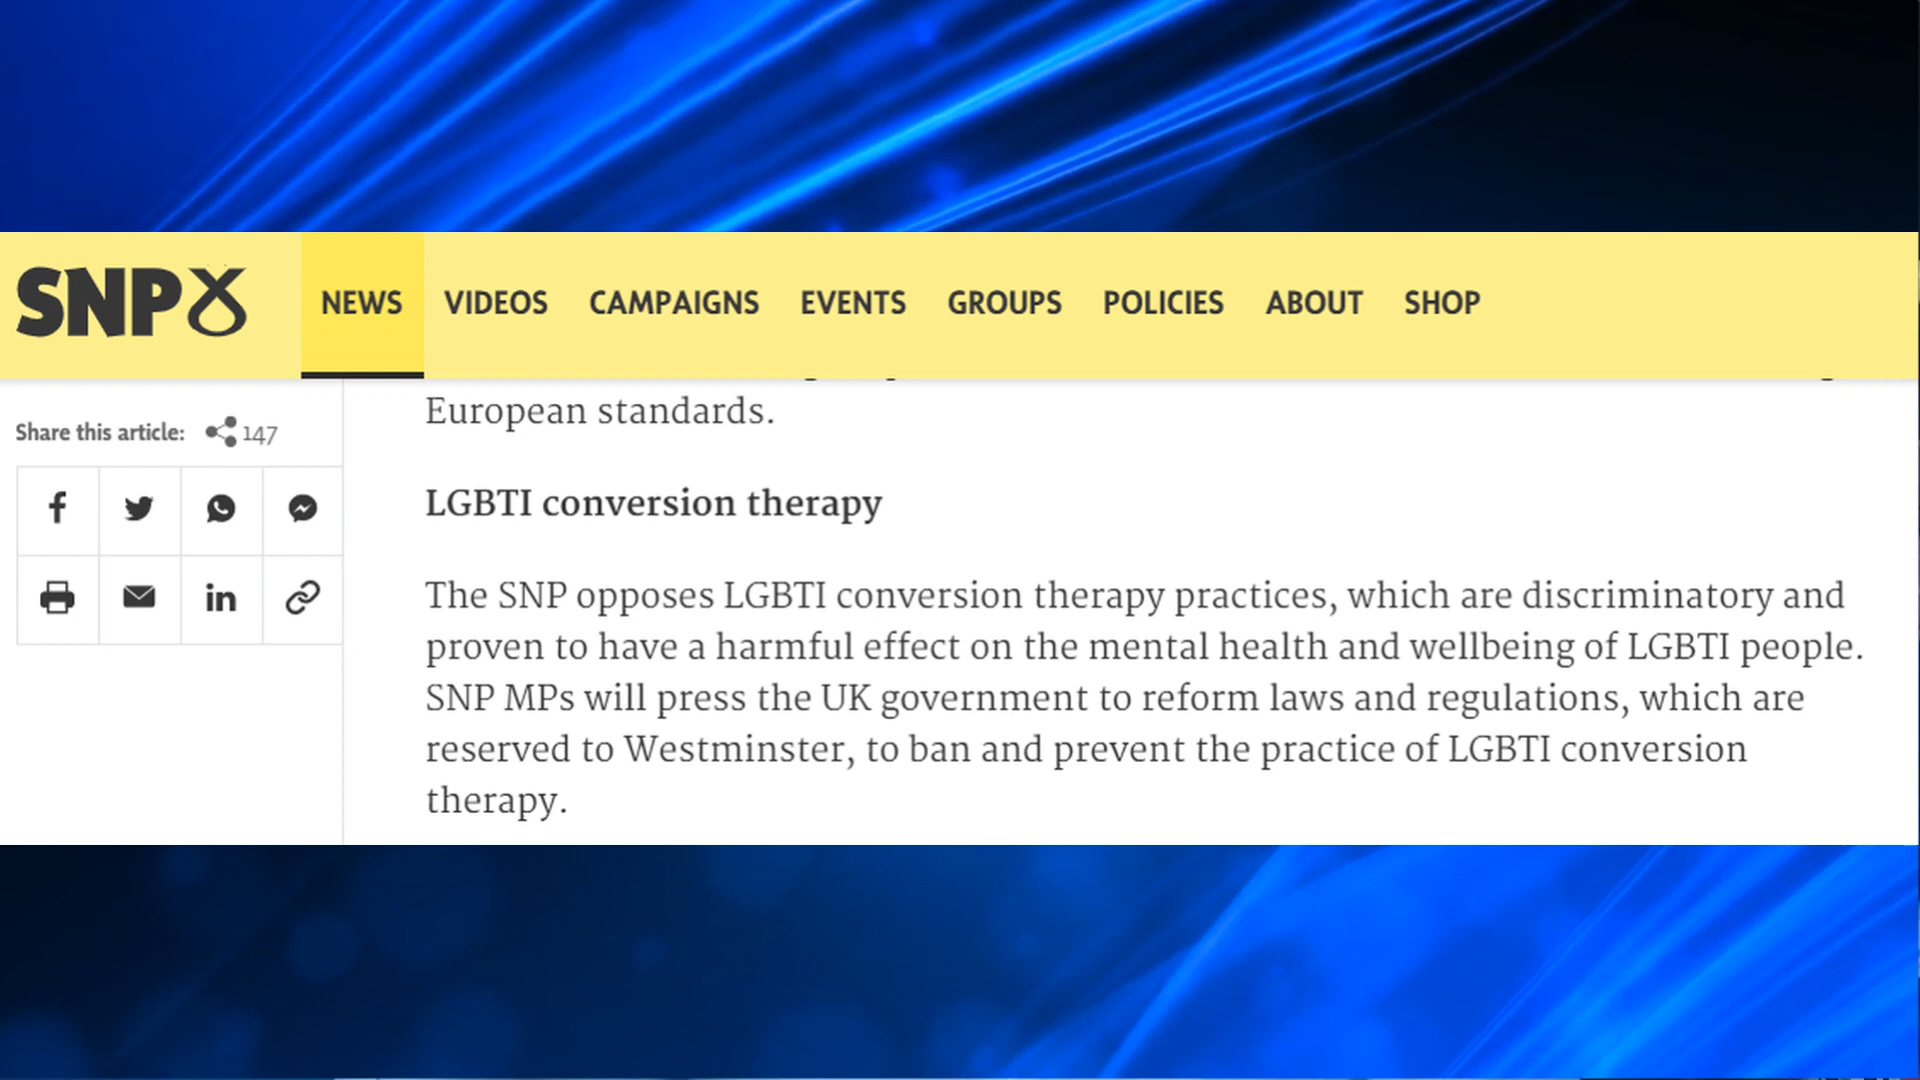 SNP
NEWS VIDEOS CAMPAIGNS EVENTS GROUPS POLICIES ABOUT SHOP
Share this article: 147
European standards.
LGBTI conversion therapy
The SNP opposes LGBTI conversion therapy practices, which are discriminatory and
proven to have a harmful effect on the mental health and wellbeing of LGBTI people.
SNP MPs will press the UK government to reform laws and regulations, which are
reserved to Westminster, to ban and prevent the practice of LGBTI conversion
therapy.